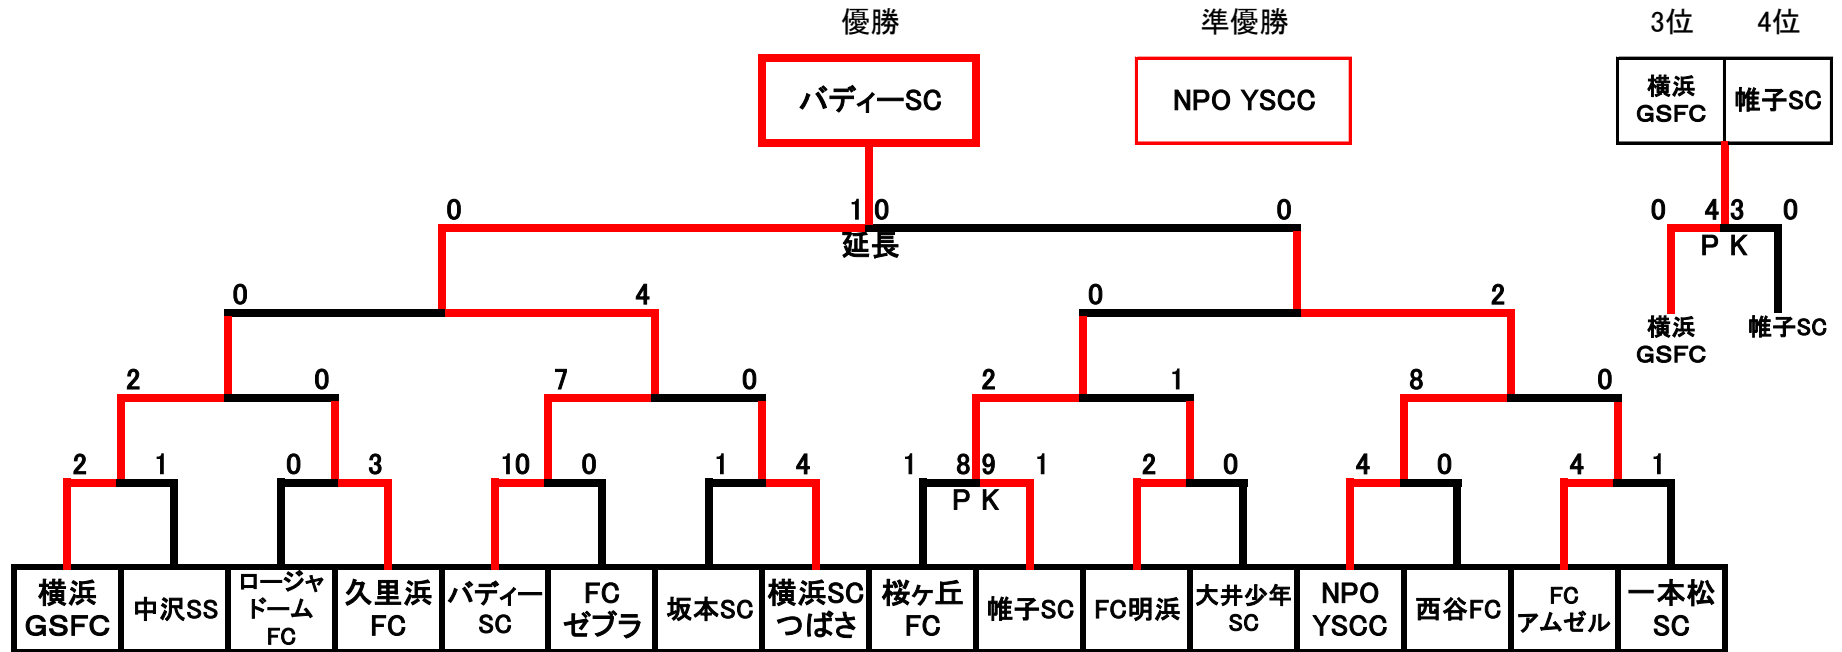 優勝 準優勝 3位 4位
バディーSC NPO YSCC 横浜
GSFC 帷子SC
0 1 0 0 0 4 3 0
延長 P K
0 4 0 2
横浜
GSFC 帷子SC
2 0 7 0 2 1 8 0
2 1 0 3 10 0 1 4 1 8 9 1 2 0 4 0 4 1
P K
横浜
GSFC
中沢SS
ロージャ
ドーム
FC
久里浜
FC
バディー
SC
FC
ゼブラ
坂本SC
横浜SC
つばさ
桜ヶ丘
FC
帷子SC
FC明浜
大井少年
SC
NPO
YSCC
西谷FC
FC
アムゼル
一本松
SC